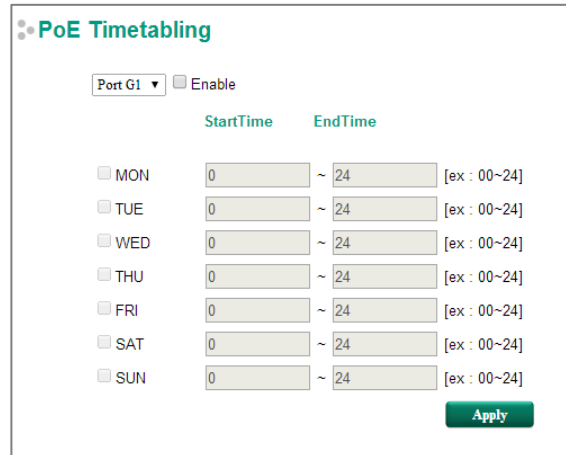 PoE Timetabling
Port G1 Enable
StartTime EndTime
MON 0 ~ 24 [ex : 00~24]
TUE 0 ~ 24 [ex : 00~24]
WED 0 ~ 24 [ex : 00~24]
THU 0 ~ 24 [ex : 00~24]
FRI 0 ~ 24 [ex : 00~24]
SAT 0 ~ 24 [ex : 00~24]
SUN 0 ~ 24 [ex : 00~24]
Apply